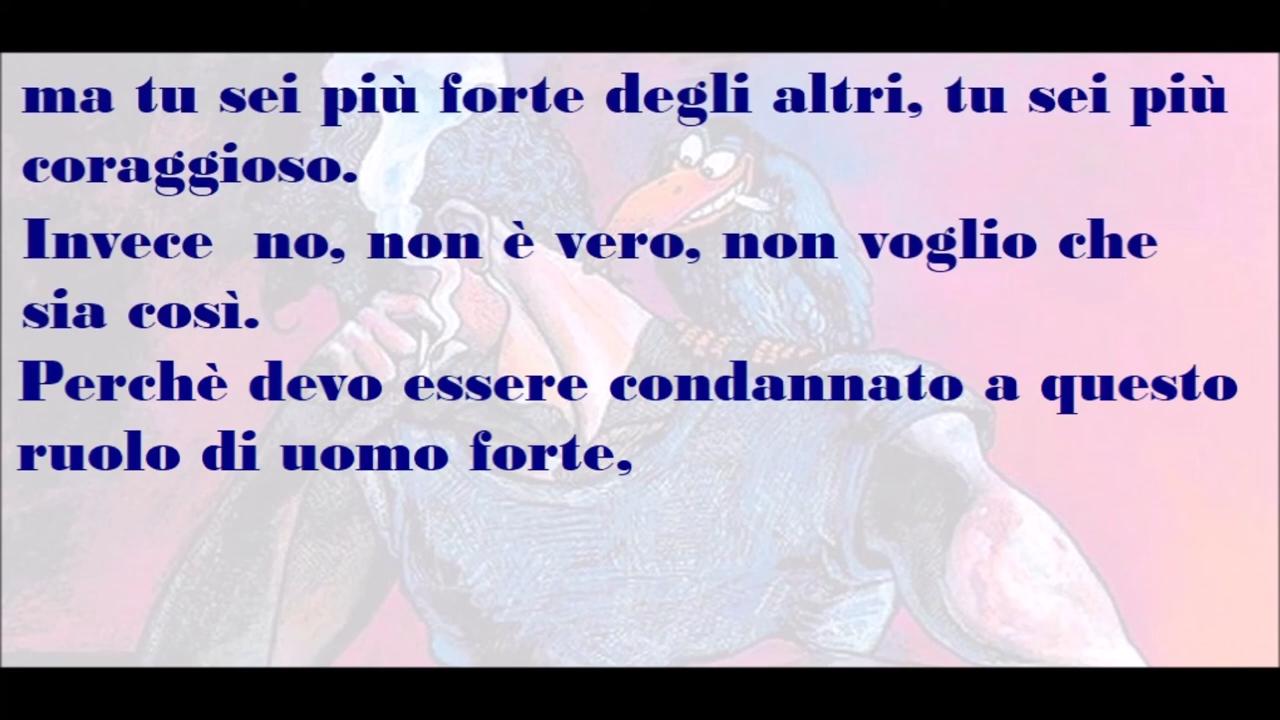 ma tu sei più forte degli altri, tu sei più
coraggioso.
Invece  no, non è vero, non voglio che
sia così.
Perchè devo essere condannato a questo
ruolo di uomo forte,